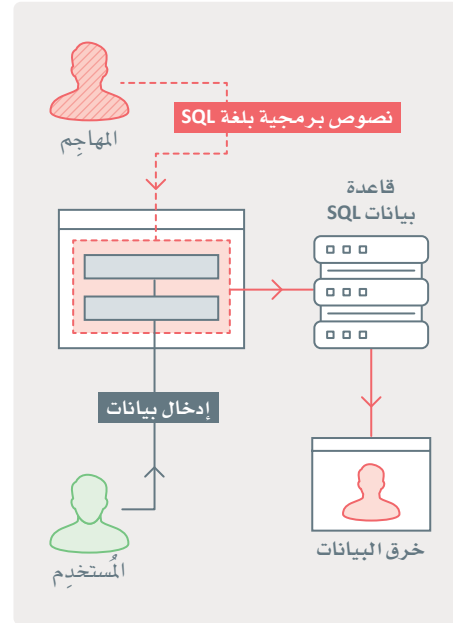 المهاجِم
نصوص برمجية بلغة SQL
قاعدة
بيانات SQL
إدخال بيانات
المُستخدِم
خرق البيانات